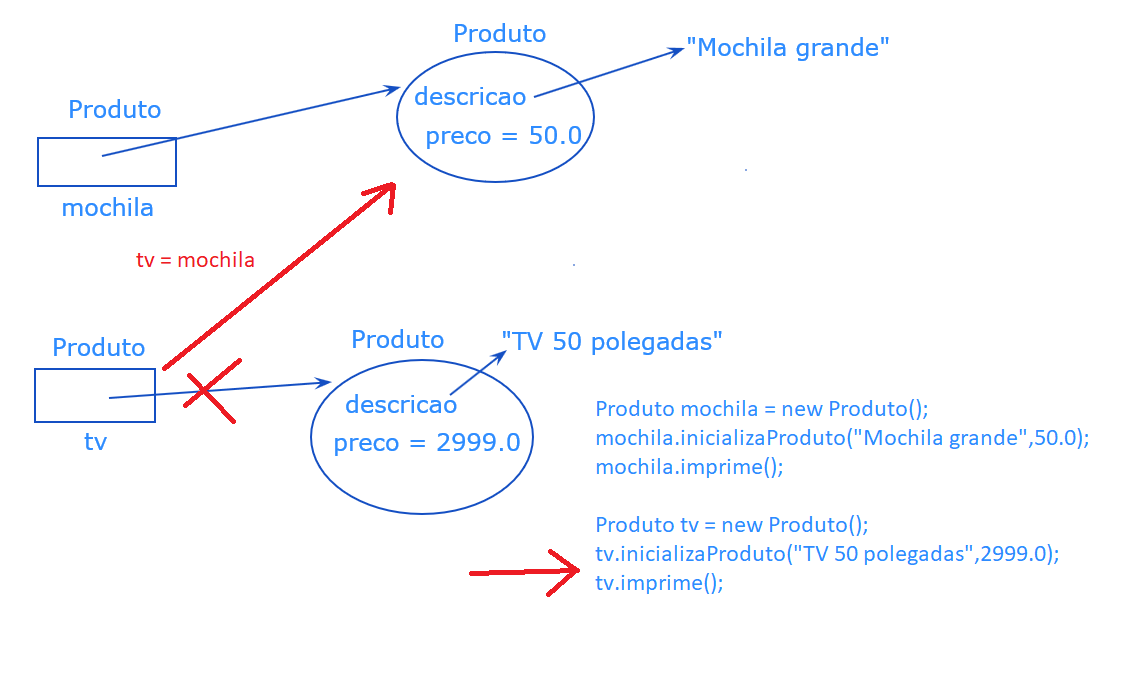 Produto
"Mochila grande"
descricao
preco = 50.0
Produto
mochila
tv = mochila
Produto
tv
Produto
"TV 50 polegadas"
descricao
preco = 2999.0
Produto mochila = new Produto();
mochila.inicializaProduto("Mochila grande",50.0);
mochila.imprime();
Produto tv = new Produto();
tv.inicializaProduto("TV 50 polegadas",2999.0);
tv.imprime();